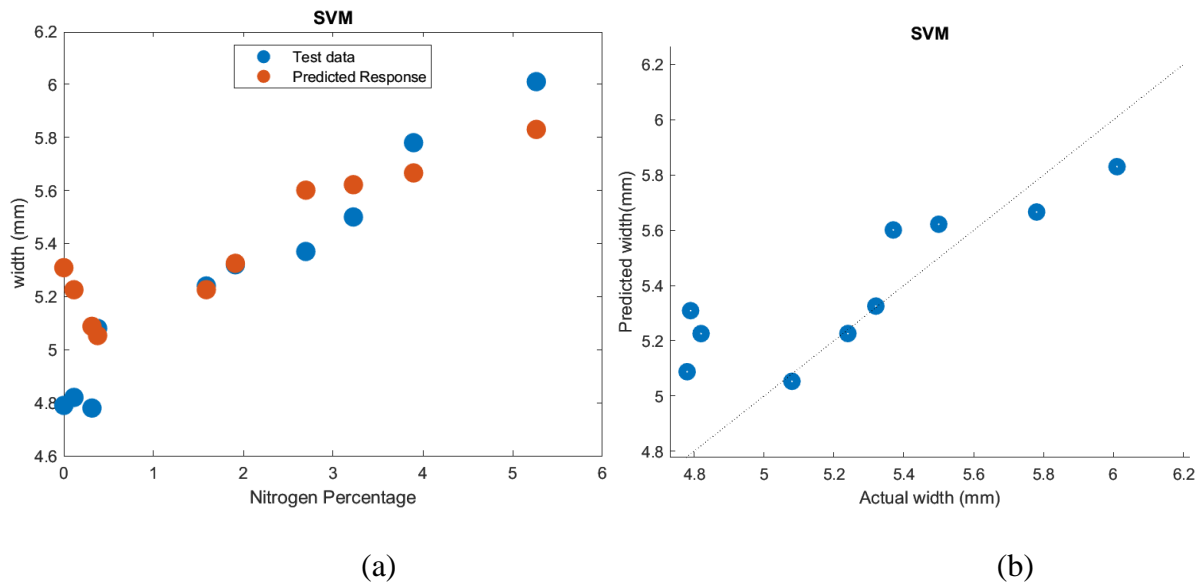 SVM
6.2
6
5.8
5.6
5.4
5.2
5
4.8
4.6
width (mm)
Test data
Predicted Response
0 1 2 3 4 5 6
Nitrogen Percentage
(a)
SVM
6.2
6
5.8
5.6
5.4
5.2
5
4.8
Predicted width(mm)
4.8 5 5.2 5.4 5.6 5.8 6 6.2
Actual width (mm)
(b)